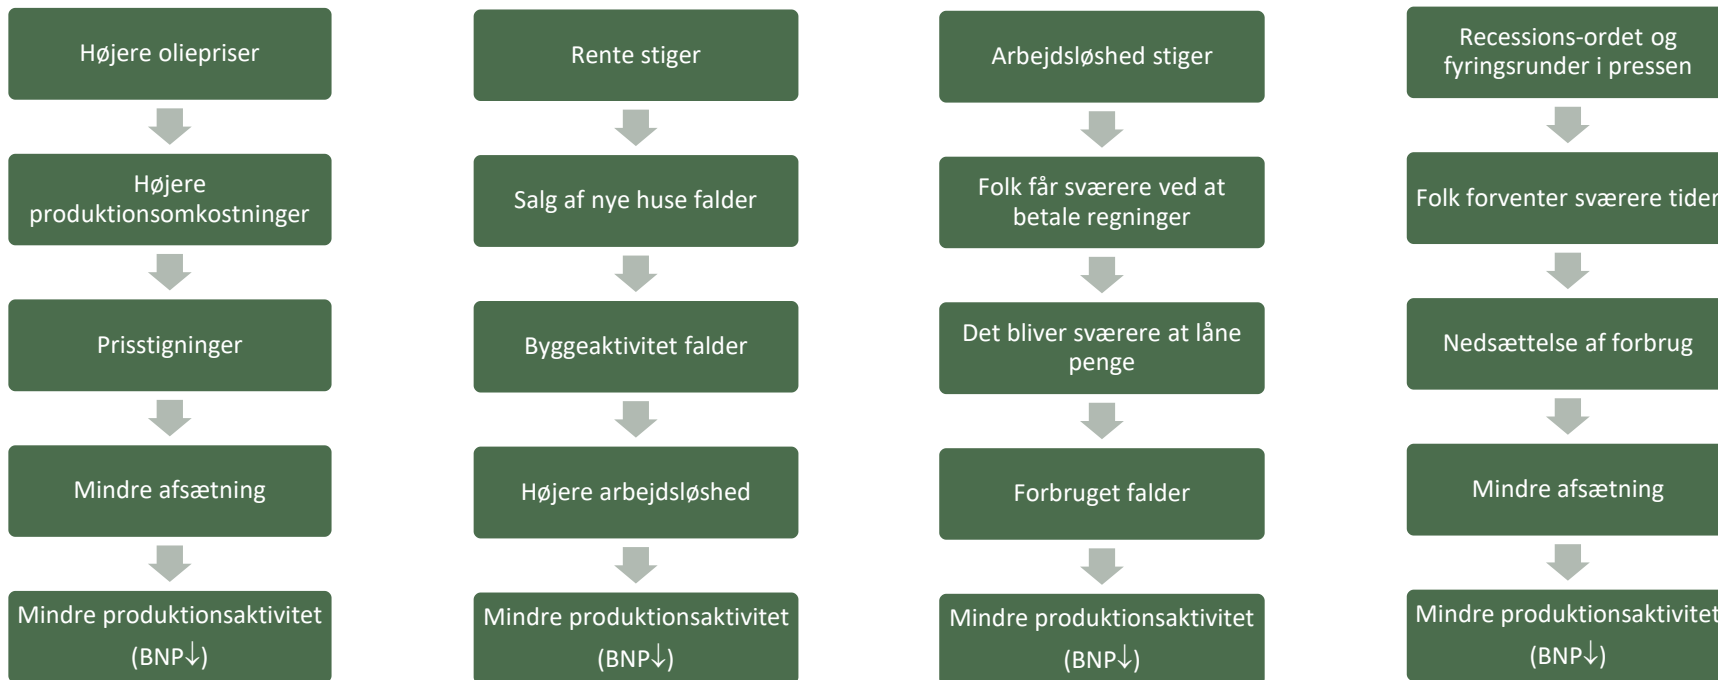 Højere oliepriser
Højere
produktionsomkostninger
Prisstigninger
Mindre afsætning
Mindre produktionsaktivitet
(BNP↓)
Rente stiger
Salg af nye huse falder
Byggeaktivitet falder
Højere arbejdsløshed
Mindre produktionsaktivitet
(BNP↓)
Arbejdsløshed stiger
Folk får sværere ved at
betale regninger
Det bliver sværere at låne
penge
Forbruget falder
Mindre produktionsaktivitet
(BNP↓)
Recessions-ordet og
fyringsrunder i pressen
Folk forventer sværere tider
Nedsættelse af forbrug
Mindre afsætning
Mindre produktionsaktivitet
(BNP↓)